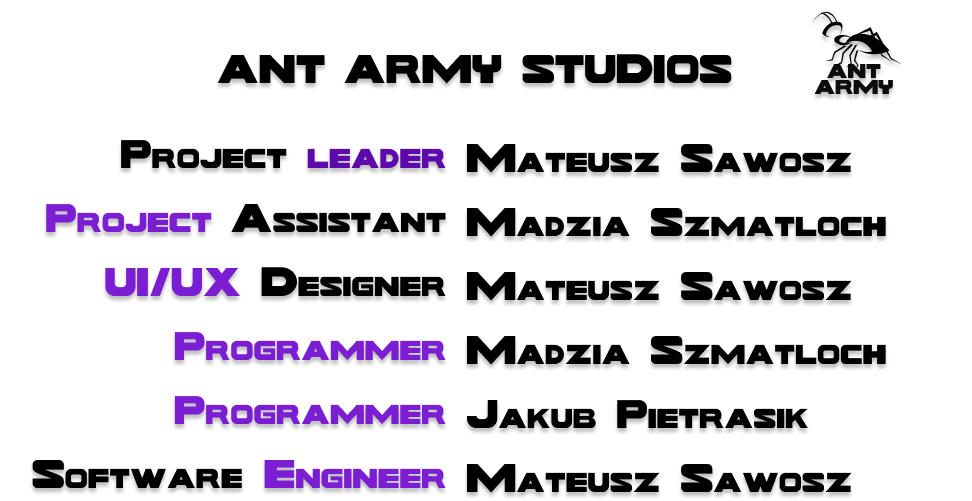 ANT ARMY STUDIOS
ANT
ARMY
Project leader Mateusz Sawosz
Project Assistant Madzia Szmatloch
UI/UX Designer Mateusz Sawosz
Programmer Madzia Szmatloch
Programmer Jakub Pietrasik
Software Engineer Mateusz Sawosz